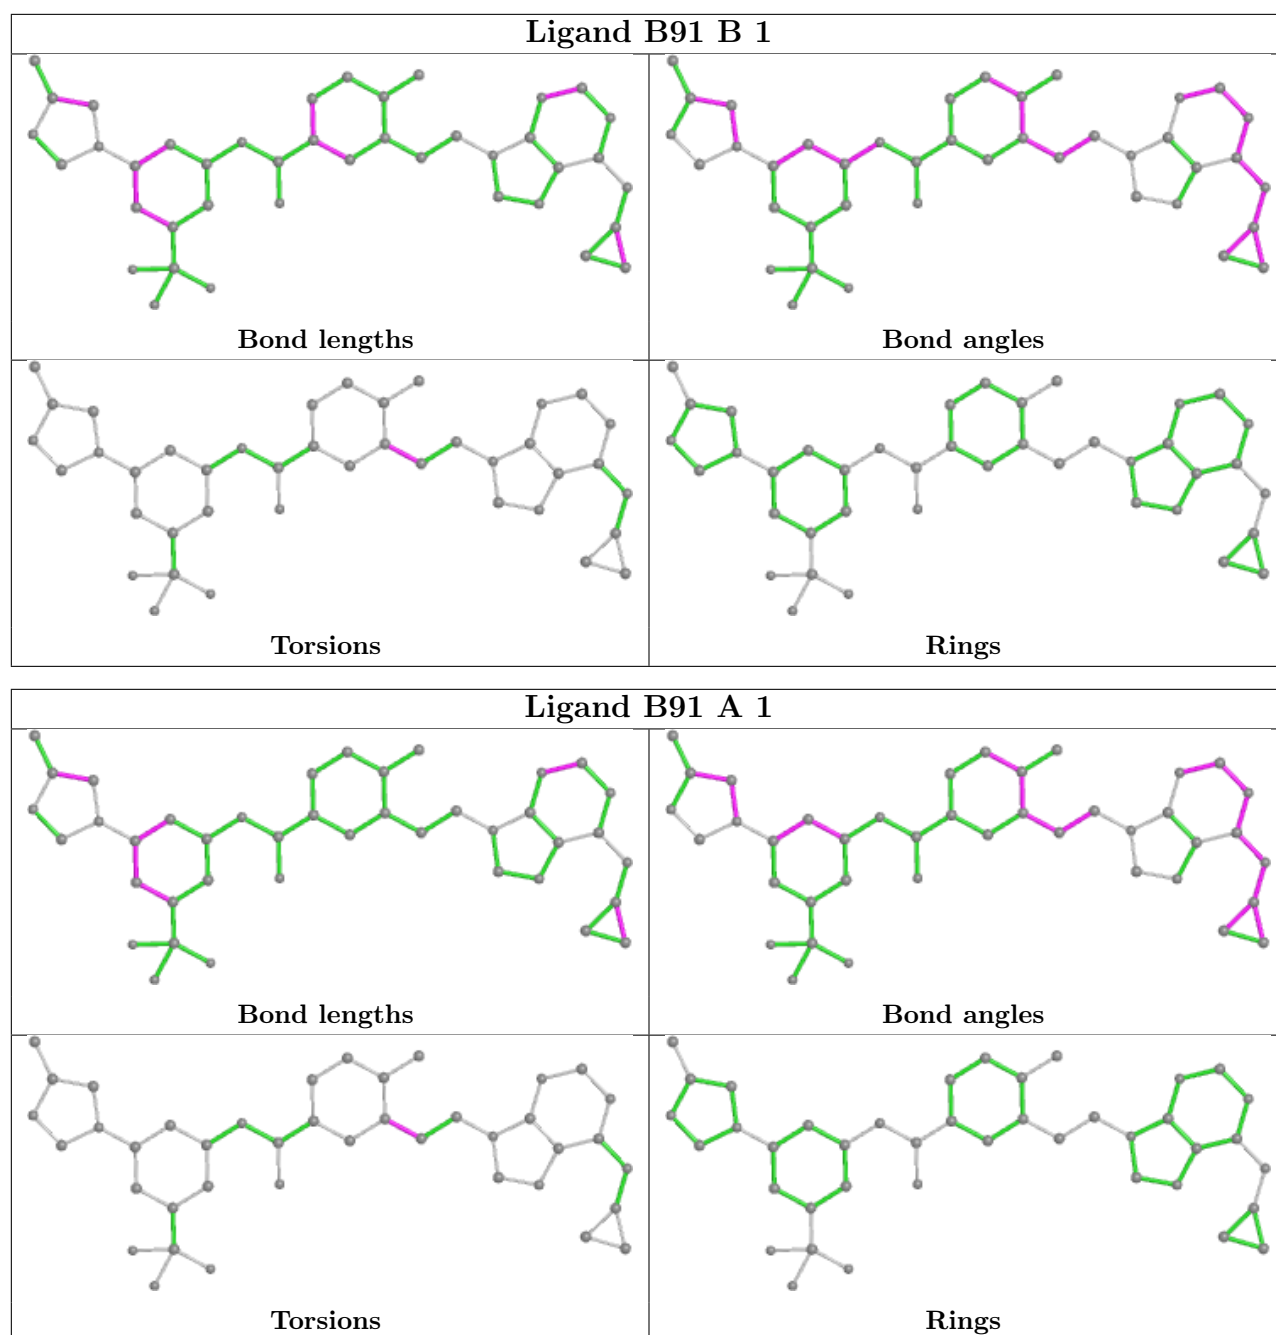 Ligand B91 B 1
Bond lengths
Bond angles
Torsions
Rings
Ligand B91 A 1
Bond lengths
Bond angles
Torsions
Rings